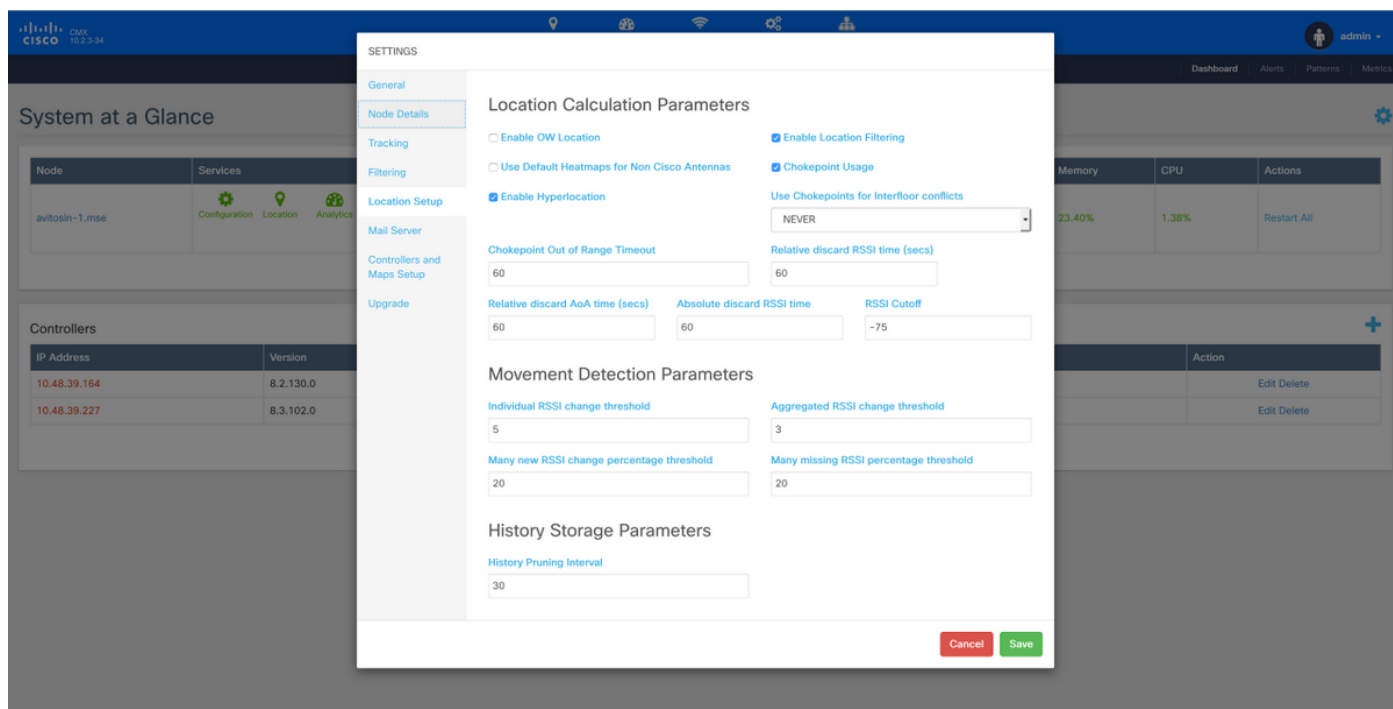 CISCO CMX 10.2.3-34
admin
Dashboard Alerts Patterns Metrics
System at a Glance
Node Services Memory CPU Actions
avitosin-1.mse Configuration Location Analytics 23.40% 1.38% Restart All
Controllers
IP Address Version Action
10.48.39.164 8.2.130.0 Edit Delete
10.48.39.227 8.3.102.0 Edit Delete
SETTINGS
General
Node Details
Tracking
Filtering
Location Setup
Mail Server
Controllers and
Maps Setup
Upgrade
Location Calculation Parameters
Enable OW Location Enable Location Filtering
Use Default Heatmaps for Non Cisco Antennas Chokepoint Usage
Enable Hyperlocation Use Chokepoints for Interfloor conflicts
NEVER
Chokepoint Out of Range Timeout Relative discard RSSI time (secs)
60 60
Relative discard AoA time (secs) Absolute discard RSSI time RSSI Cutoff
60 60 -75
Movement Detection Parameters
Individual RSSI change threshold Aggregated RSSI change threshold
5 3
Many new RSSI change percentage threshold Many missing RSSI percentage threshold
20 20
History Storage Parameters
History Pruning Interval
30
Cancel Save